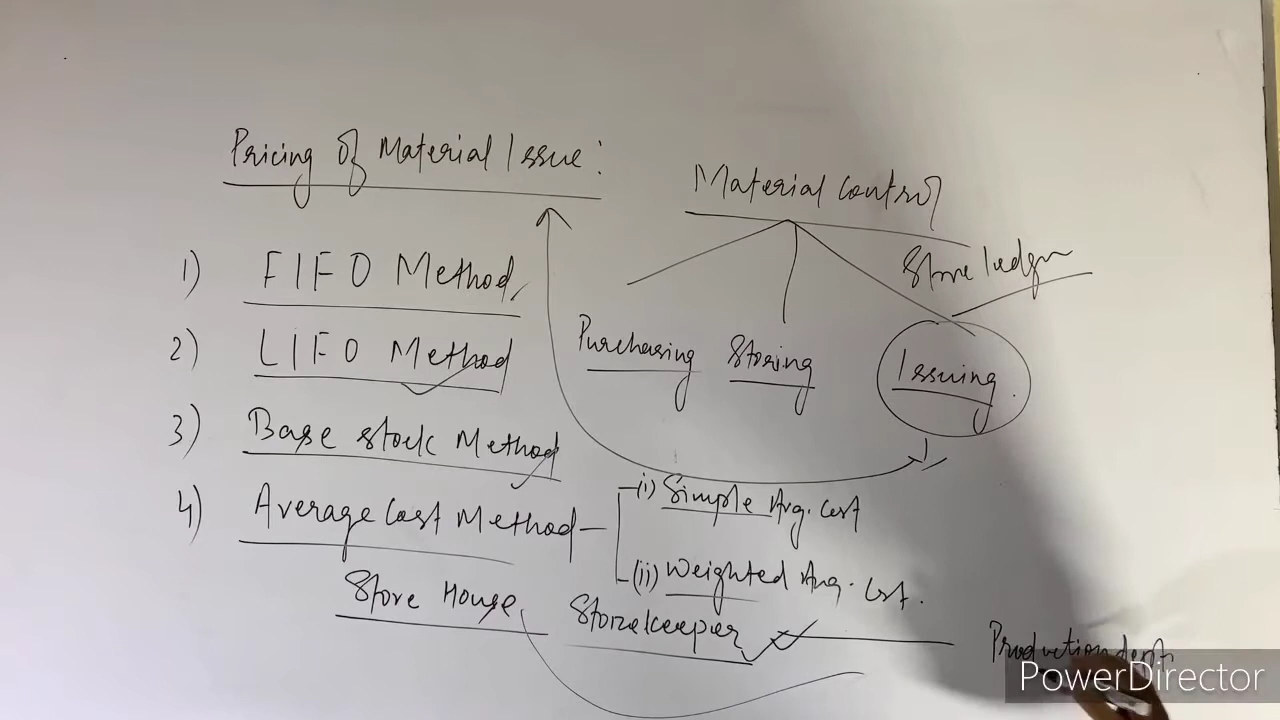 Pricing of Material Issue:
1) FIFO Method
2) LIFO Method
3) Base stock Method
4) Average Cost Method
(i) Simple Avg. Cost
(ii) Weighted Avg. Cost.
Store House
Storekeeper
Material control
Purchasing Storing Issuing
Store ledger
Production dept.
PowerDirector